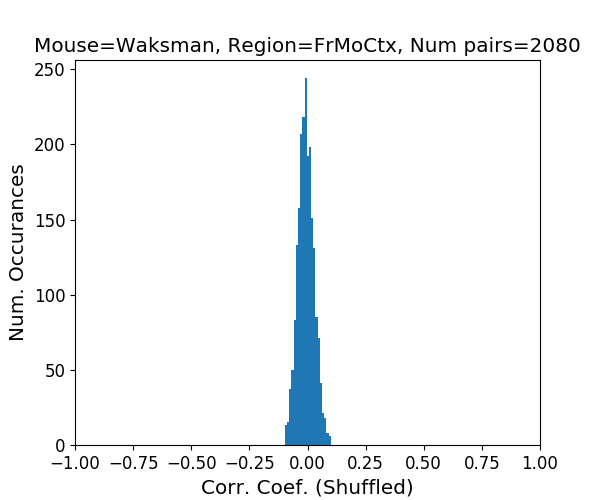 Mouse=Waksman, Region=FrMoCtx, Num pairs=2080
250
200
150
100
50
0
Num. Occurances
−1.00 −0.75 −0.50 −0.25 0.00 0.25 0.50 0.75 1.00
Corr. Coef. (Shuffled)